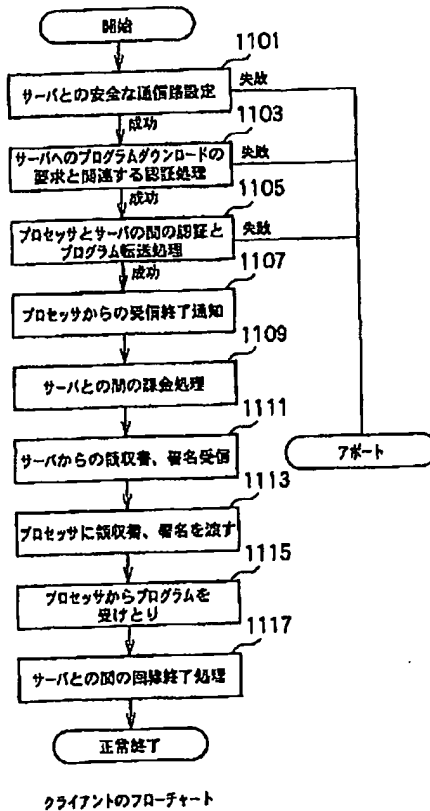 開始
1101
サーバとの安全な通信路設定
失敗
成功
1103
サーバへのプログラムダウンロードの
要求と関連する認証処理
失敗
成功
1105
プロセッサとサーバの間の認証と
プログラム転送処理
失敗
成功
1107
プロセッサからの受信終了通知
1109
サーバとの間の課金処理
1111
サーバからの領収書、署名受信
アボート
1113
プロセッサに領収書、署名を渡す
1115
プロセッサからプログラムを
受けとり
1117
サーバとの間の回線終了処理
正常終了
クライアントのフローチャート